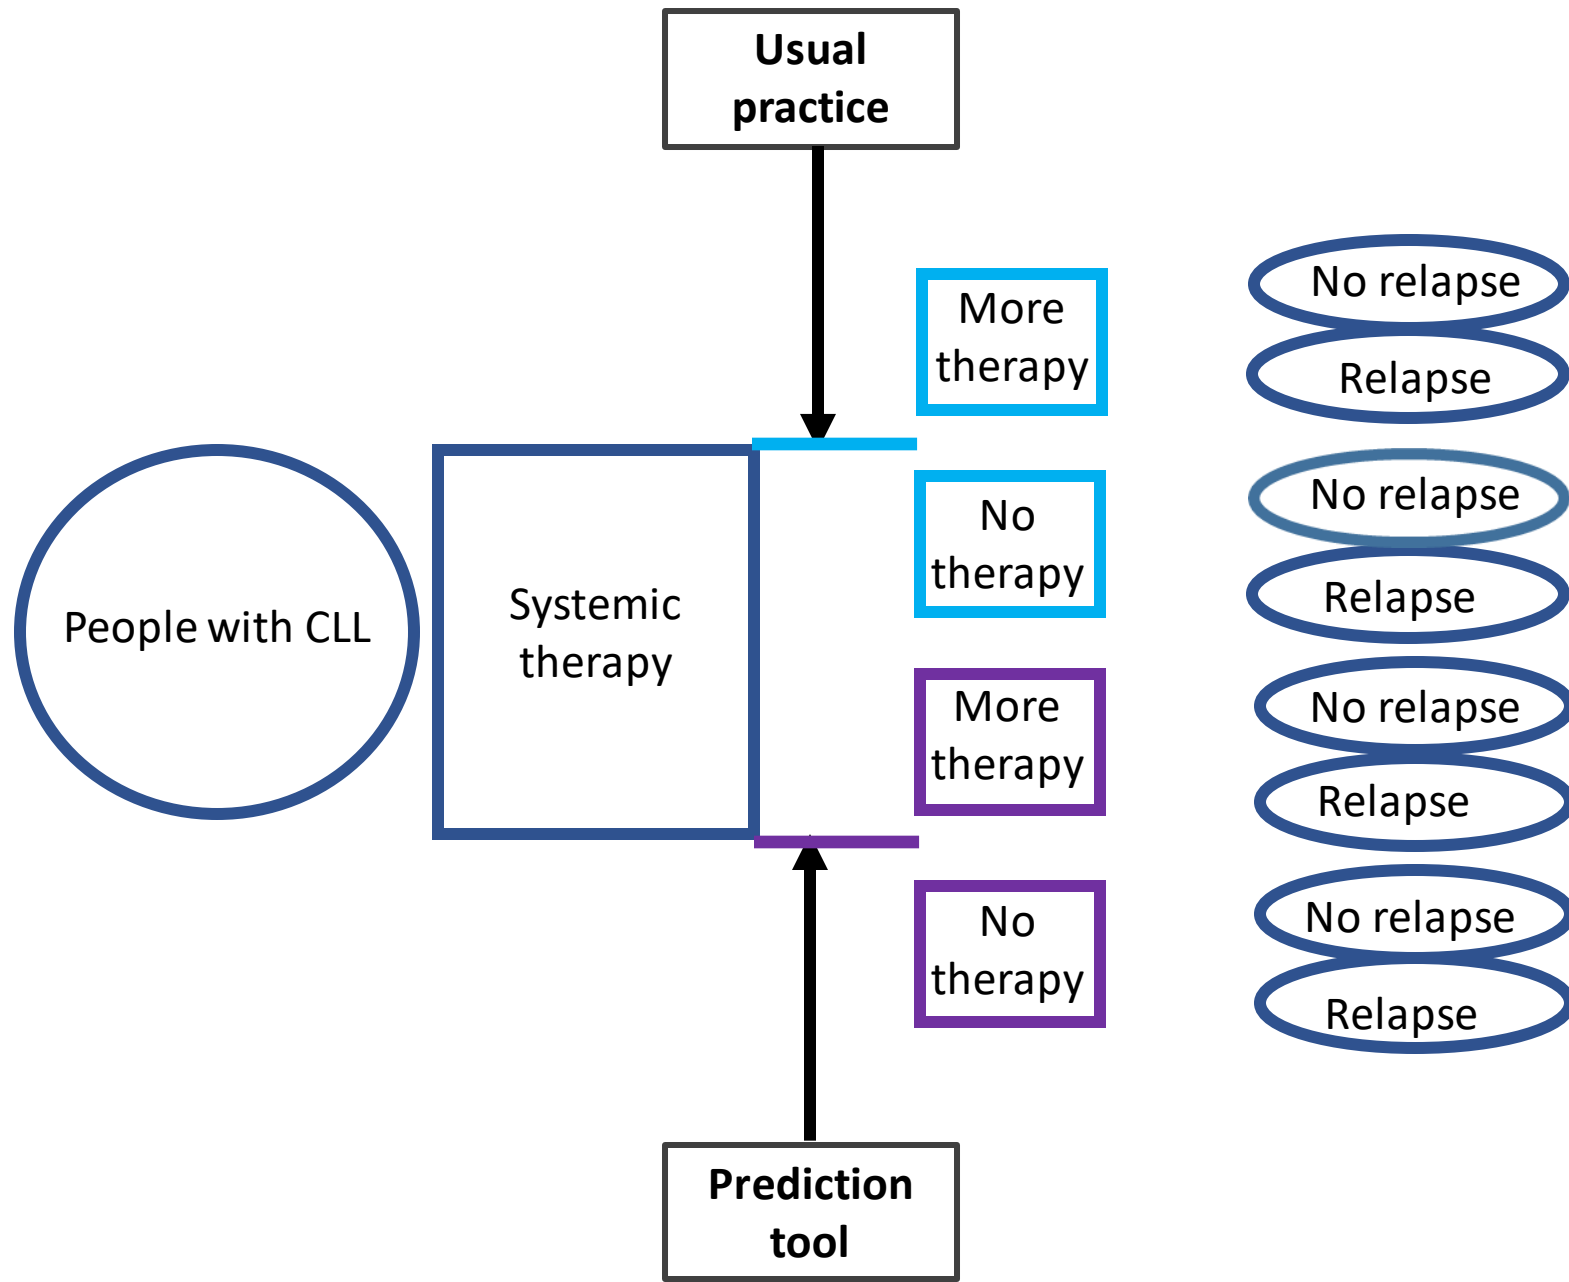 Usual
practice
More
therapy
No relapse
Relapse
No
therapy
No relapse
Relapse
People with CLL
Systemic
therapy
More
therapy
No relapse
Relapse
No
therapy
No relapse
Relapse
Prediction
tool